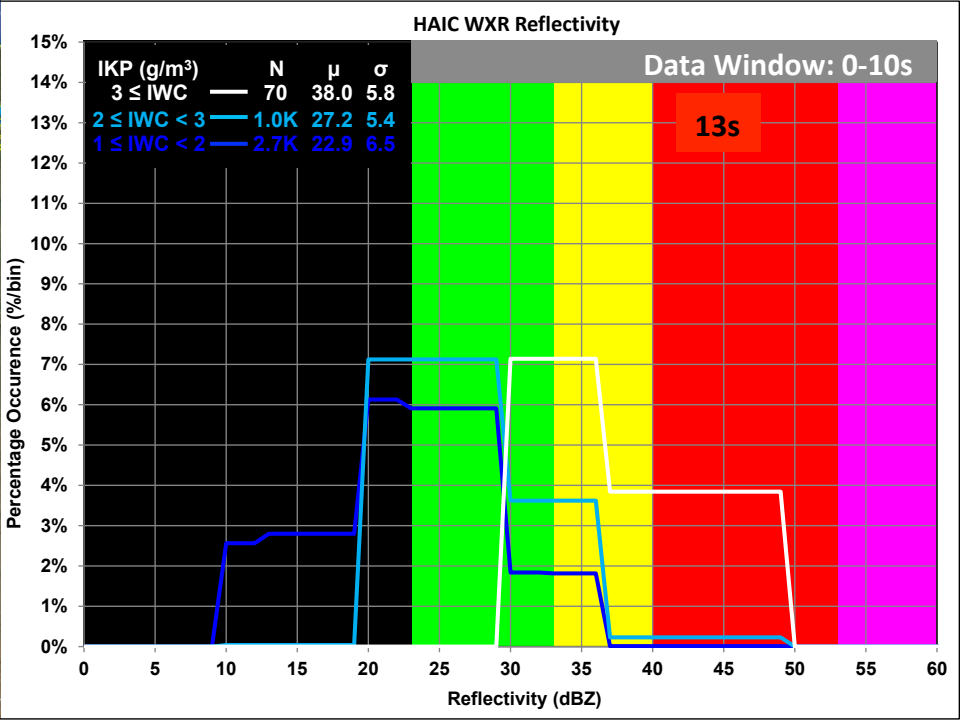 HAIC WXR Reflectivity
Data Window: 0-10s
13s
IKP (g/m³) N μ σ
3 ≤ IWC 70 38.0 5.8
2 ≤ IWC < 3 1.0K 27.2 5.4
1 ≤ IWC < 2 2.7K 22.9 6.5
Percentage Occurence (%/bin)
15%
14%
13%
12%
11%
10%
9%
8%
7%
6%
5%
4%
3%
2%
1%
0%
0 5 10 15 20 25 30 35 40 45 50 55 60
Reflectivity (dBZ)